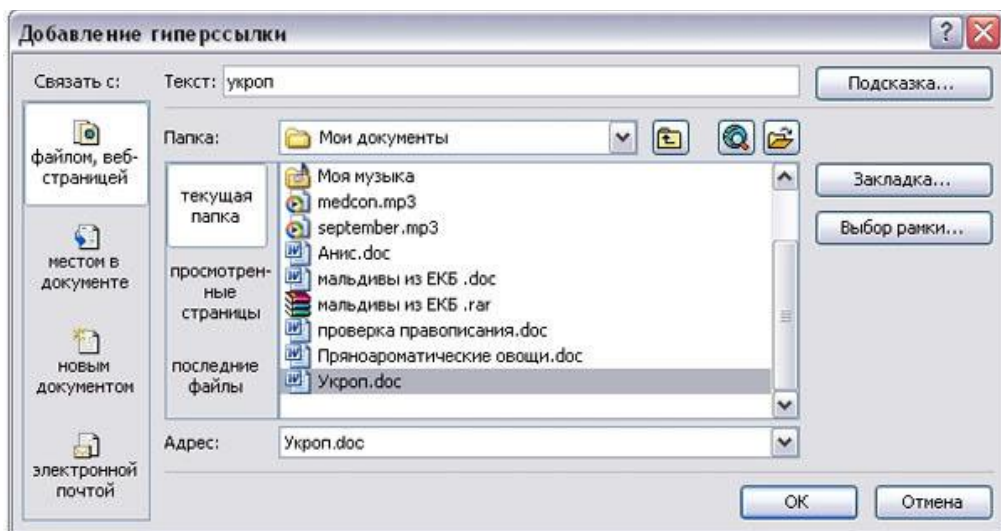 Добавление гиперссылки
Связать с:
Текст: укроп
Подсказка...
файлом, веб-
страницей
Папка:
Мои документы
текущая
папка
Моя музыка
medcon.mp3
september.mp3
Анис.doc
мальдивы из ЕКБ .doc
мальдивы из ЕКБ .rar
проверка правописания.doc
Пряноароматические овощи.doc
Укроп.doc
Закладка...
Выбор рамки...
местом в
документе
просмотрен-
ные
страницы
новым
документом
последние
файлы
Адрес:
Укроп.doc
электронной
почтой
ОК
Отмена